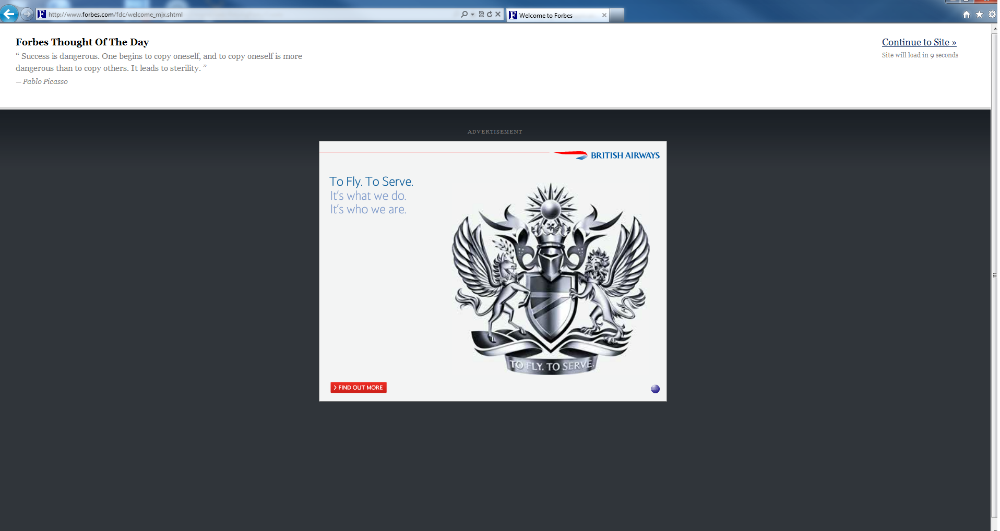 http://www.forbes.com/fdc/welcome_mjx.shtml
Welcome to Forbes
Forbes Thought Of The Day
“ Success is dangerous. One begins to copy oneself, and to copy oneself is more
dangerous than to copy others. It leads to sterility. ”
— Pablo Picasso
Continue to Site »
Site will load in 9 seconds
ADVERTISEMENT
BRITISH AIRWAYS
To Fly. To Serve.
It's what we do.
It's who we are.
TO FLY. TO SERVE.
> FIND OUT MORE